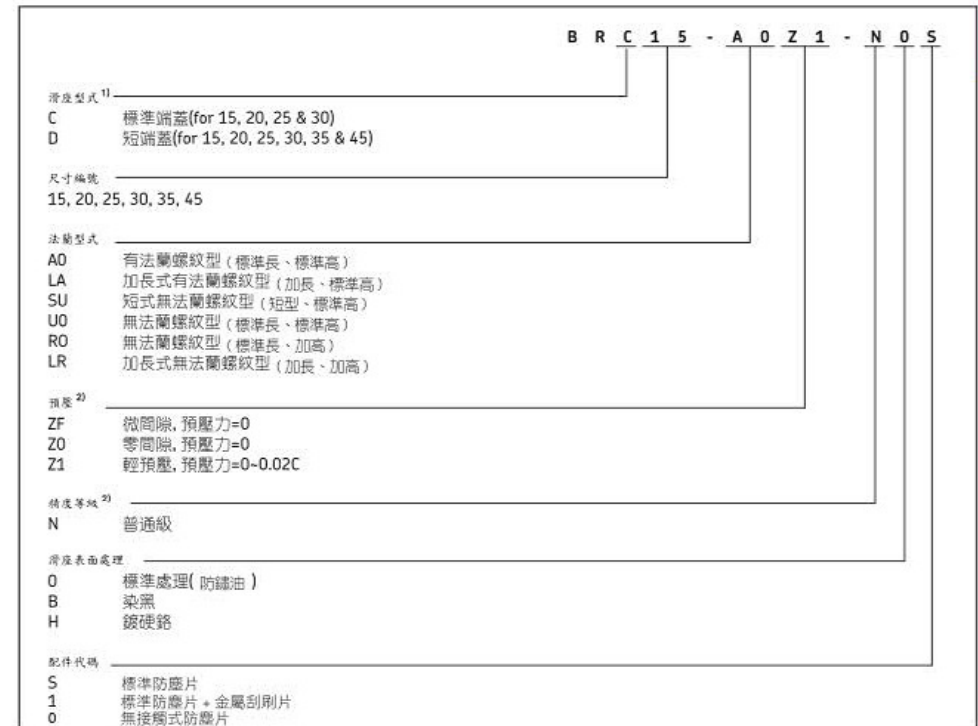 B R C 1 5 - A 0 Z 1 - N 0 S
滑座型式 1)
C 標準端蓋(for 15, 20, 25 & 30)
D 短端蓋(for 15, 20, 25, 30, 35 & 45)
尺寸編號
15, 20, 25, 30, 35, 45
法蘭型式
A0 有法蘭螺紋型 (標準長、標準高)
LA 加長式有法蘭螺紋型 (加長、標準高)
SU 短式無法蘭螺紋型 (短型、標準高)
U0 無法蘭螺紋型 (標準長、標準高)
R0 無法蘭螺紋型 (標準長、加高)
LR 加長式無法蘭螺紋型 (加長、加高)
預壓 2)
ZF 微間隙, 預壓力=0
Z0 零間隙, 預壓力=0
Z1 輕預壓, 預壓力=0~0.02C
精度等級 2)
N 普通級
滑座表面處理
0 標準處理( 防鏽油 )
B 染黑
H 鍍硬鉻
配件代碼
S 標準防塵片
1 標準防塵片 + 金屬刮刷片
0 無接觸式防塵片